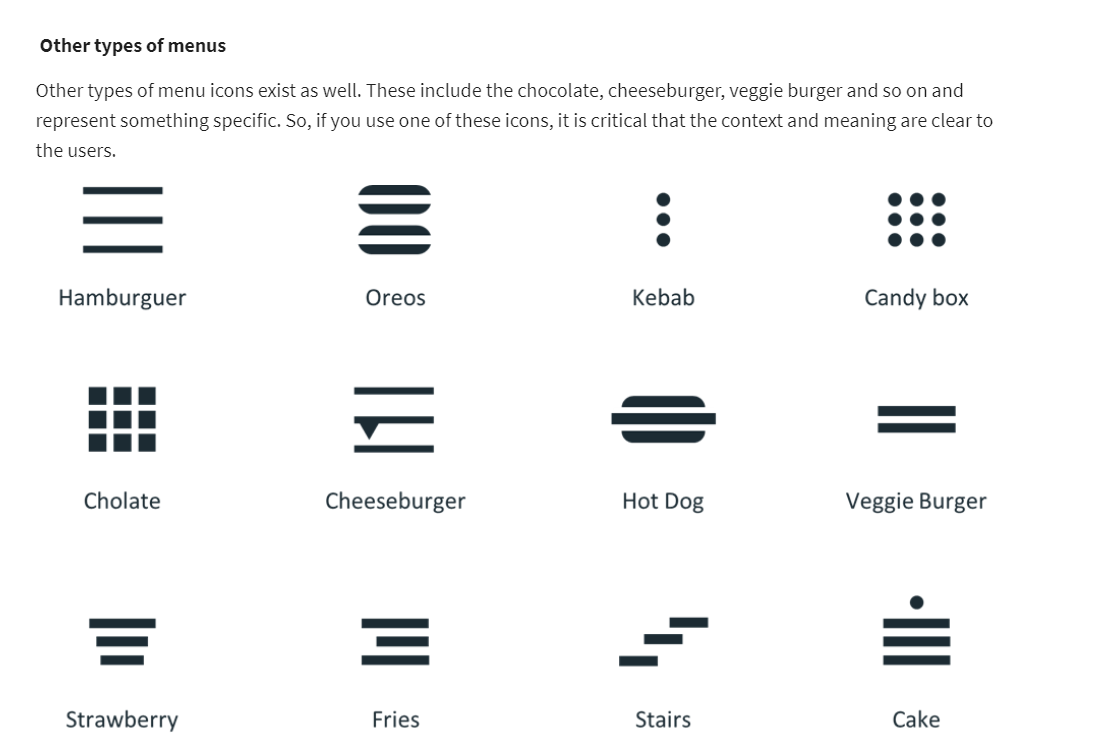 Other types of menus
Other types of menu icons exist as well. These include the chocolate, cheeseburger, veggie burger and so on and
represent something specific. So, if you use one of these icons, it is critical that the context and meaning are clear to
the users.
Hamburguer Oreos Kebab Candy box
Cholate Cheeseburger Hot Dog Veggie Burger
Strawberry Fries Stairs Cake